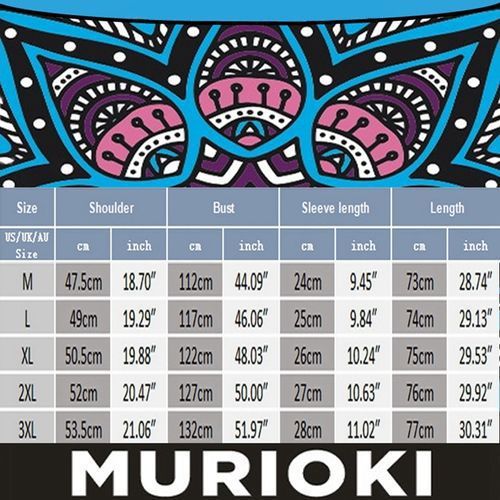 Size Shoulder Bust Sleeve length Length
US/UK/AU Size cm inch cm inch cm inch cm inch
M 47.5cm 18.70" 112cm 44.09" 24cm 9.45" 73cm 28.74"
L 49cm 19.29" 117cm 46.06" 25cm 9.84" 74cm 29.13"
XL 50.5cm 19.88" 122cm 48.03" 26cm 10.24" 75cm 29.53"
2XL 52cm 20.47" 127cm 50.00" 27cm 10.63" 76cm 29.92"
3XL 53.5cm 21.06" 132cm 51.97" 28cm 11.02" 77cm 30.31"
MURIOKI